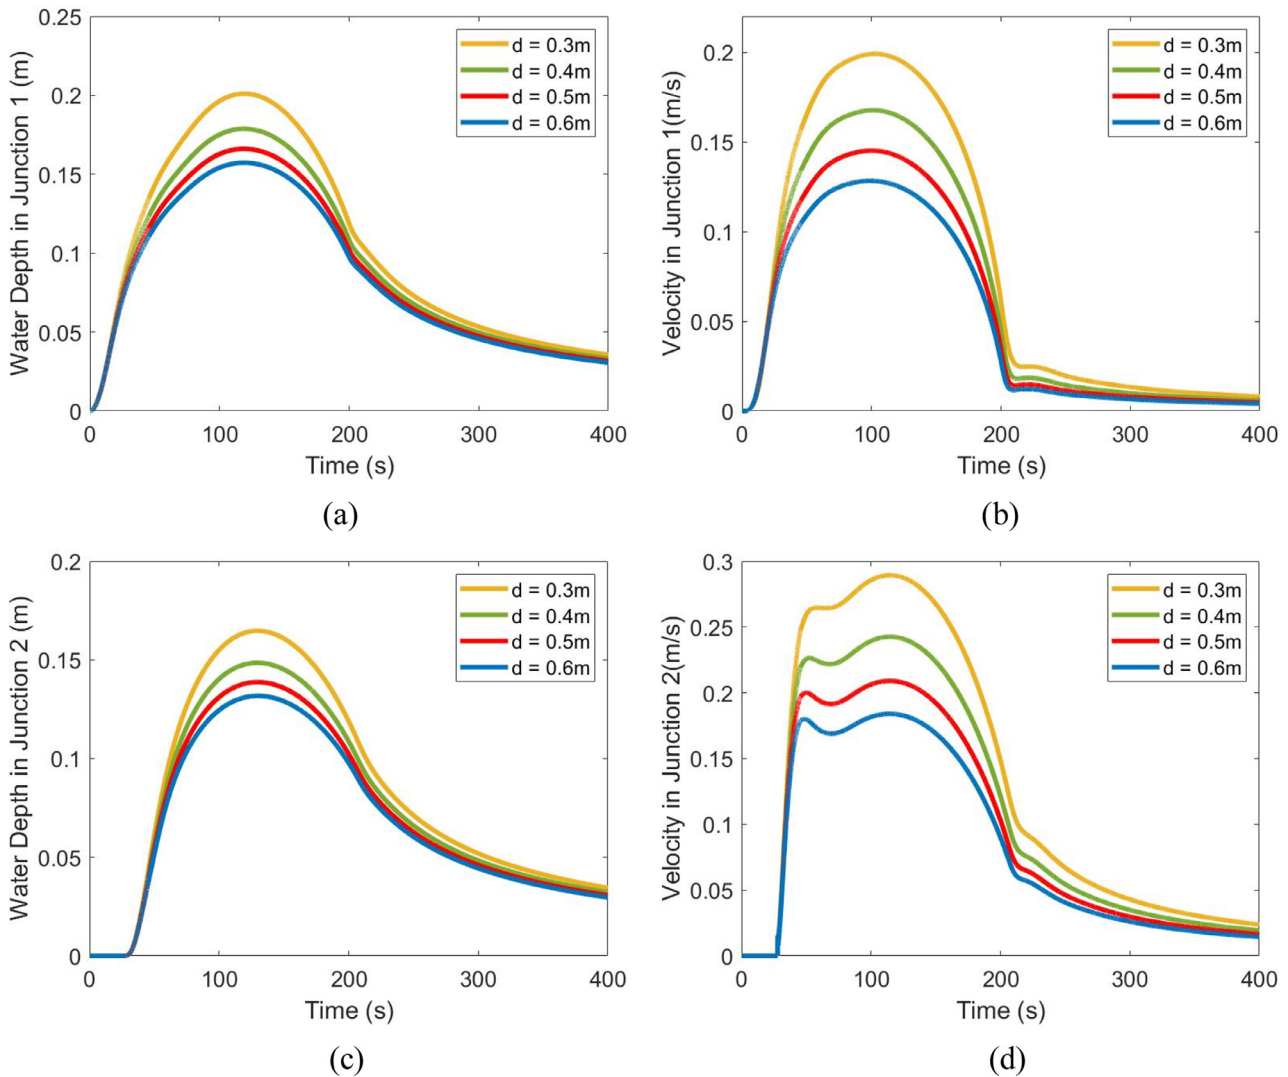 0.25
0.2
0.15
0.1
0.05
0
0 100 200 300 400
Water Depth in Junction 1 (m)
Time (s)
d = 0.3m
d = 0.4m
d = 0.5m
d = 0.6m
(a)
0.2
0.15
0.1
0.05
0
0 100 200 300 400
Velocity in Junction 1(m/s)
Time (s)
d = 0.3m
d = 0.4m
d = 0.5m
d = 0.6m
(b)
0.2
0.15
0.1
0.05
0
0 100 200 300 400
Water Depth in Junction 2 (m)
Time (s)
d = 0.3m
d = 0.4m
d = 0.5m
d = 0.6m
(c)
0.3
0.25
0.2
0.15
0.1
0.05
0
0 100 200 300 400
Velocity in Junction 2(m/s)
Time (s)
d = 0.3m
d = 0.4m
d = 0.5m
d = 0.6m
(d)